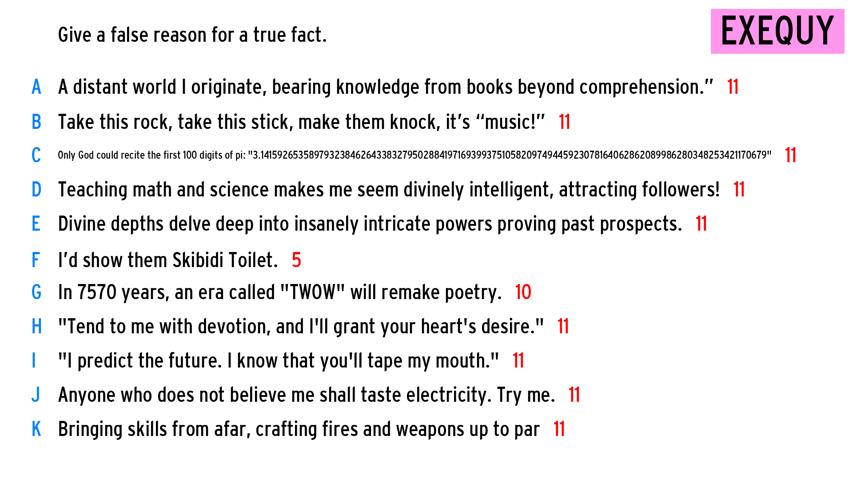 Give a false reason for a true fact.
EXEQUY
A A distant world I originate, bearing knowledge from books beyond comprehension.” 11
B Take this rock, take this stick, make them knock, it’s “music!” 11
C Only God could recite the first 100 digits of pi: "3.1415926535897932384626433832795028841971693993751058209749445923078164062862089986280348253421170679" 11
D Teaching math and science makes me seem divinely intelligent, attracting followers! 11
E Divine depths delve deep into insanely intricate powers proving past prospects. 11
F I’d show them Skibidi Toilet. 5
G In 7570 years, an era called "TWOW" will remake poetry. 10
H "Tend to me with devotion, and I'll grant your heart's desire." 11
I "I predict the future. I know that you'll tape my mouth." 11
J Anyone who does not believe me shall taste electricity. Try me. 11
K Bringing skills from afar, crafting fires and weapons up to par 11